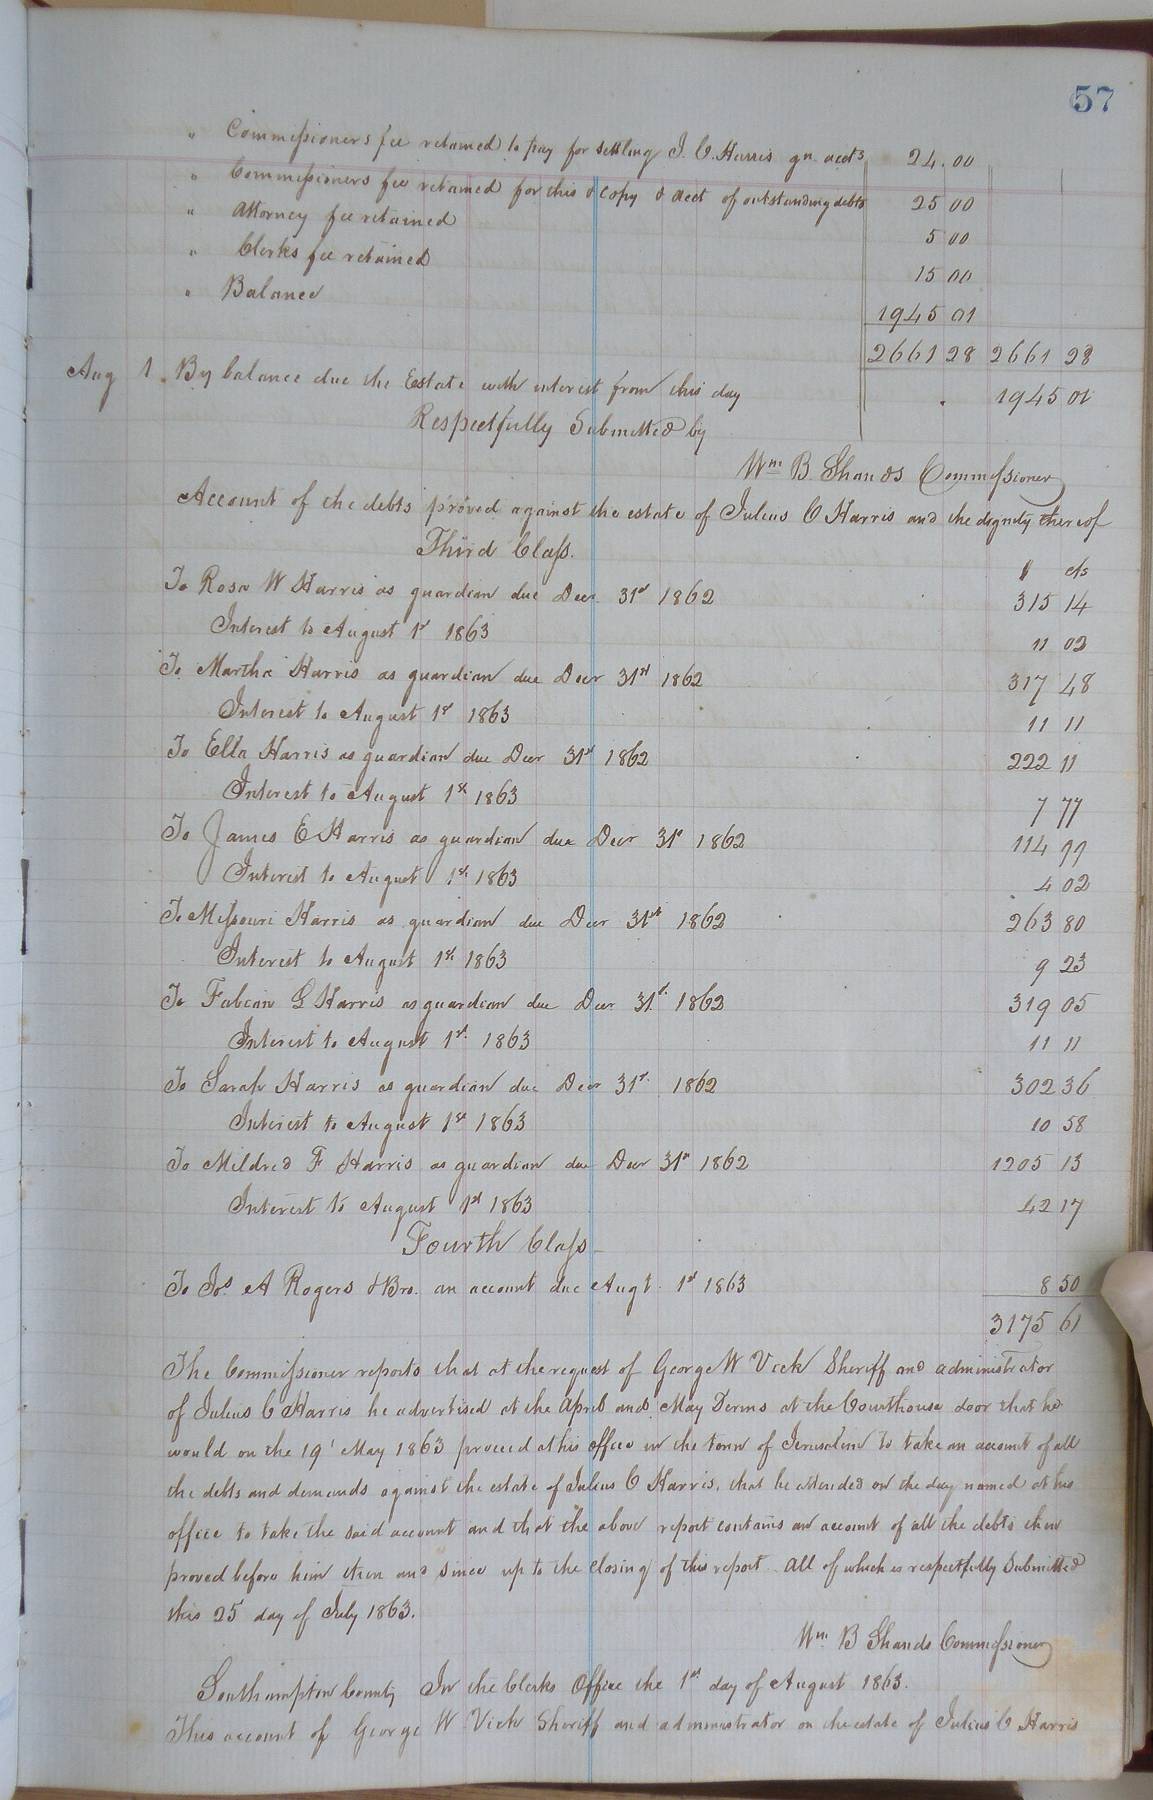 57
" Commissioners fee retained to pay for settling J. C. Harris gn accts 24.00
" Commissioners fee retained for this & copy & acct of outstanding debts 25 00
" Attorney fee retained 5 00
" Clerks fee retained 15 00
" Balance 1945 01
2661 28 2661 28
Aug 1. By balance due the Estate with interest from this day 1945 01
Respectfully Submitted by
Wm B Shands Commissioner
Account of the debts proved against the estate of Julius C Harris and the dignity thereof
Third Class. $ cts
To Rosa W Harris as guardian due Decr 31st 1862 315 14
Interest to August 1st 1863 11 03
To Martha Harris as guardian due Decr 31st 1862 317 48
Interest to August 1st 1863 11 11
To Ella Harris as guardian due Decr 31st 1862 222 11
Interest to August 1st 1863 7 77
To James E Harris as guardian due Decr 31st 1862 114 99
Interest to August 1st 1863 4 02
To Missouri Harris as guardian due Decr 31st 1862 263 80
Interest to August 1st 1863 9 23
To Fabian G Harris as guardian due Decr 31st 1862 319 05
Interest to August 1st 1863 11 11
To Sarah Harris as guardian due Decr 31st 1862 302 36
Interest to August 1st 1863 10 58
To Mildred F Harris as guardian due Decr 31st 1862 1205 13
Interest to August 1st 1863 42 17
Fourth Class
To Jos A Rogers & Bro. an account due Augt 1st 1863 8 50
3175 61
The Commissioner reports that at the request of George W Vick Sheriff and administrator
of Julius C Harris he advertised at the April and May Terms at the Courthouse door that he
would on the 19' May 1863 proceed at his office in the town of Jerusalem to take an account of all
the debts and demands against the estate of Julius C Harris, that he attended on the day named at his
office to take the said account and that the above report contains an account of all the debts then
proved before him then and since up to the closing of this report. All of which is respectfully Submitted
this 25 day of July 1863.
Wm B Shands Commissioner
Southampton County In the Clerks Office the 1st day of August 1863.
This account of George W Vick Sheriff and administrator on the estate of Julius C Harris